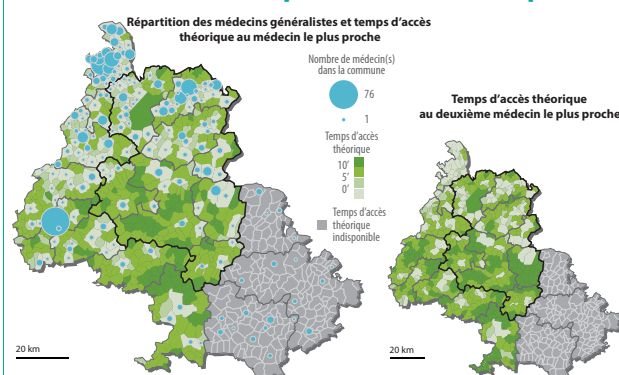 Répartition des médecins généralistes et temps d'accès
théorique au médecin le plus proche
Nombre de médecin(s)
dans la commune
76
1
Temps d'accès
théorique
10'
5'
0'
Temps d'accès
théorique
indisponible
20 km
Temps d'accès théorique
au deuxième médecin le plus proche
20 km